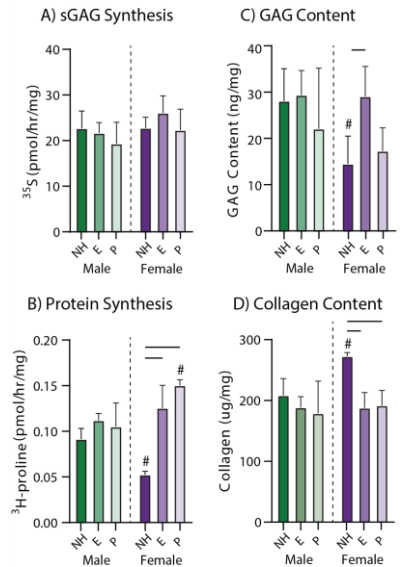 A) sGAG Synthesis
35S (pmol/hr/mg)
40
30
20
10
0
NH E P NH E P
Male Female
C) GAG Content
GAG Content (ng/mg)
40
30
20
10
0
#
NH E P NH E P
Male Female
B) Protein Synthesis
3H-proline (pmol/hr/mg)
0.20
0.15
0.10
0.05
0.00
#
#
NH E P NH E P
Male Female
D) Collagen Content
Collagen (ug/mg)
300
200
100
0
#
NH E P NH E P
Male Female